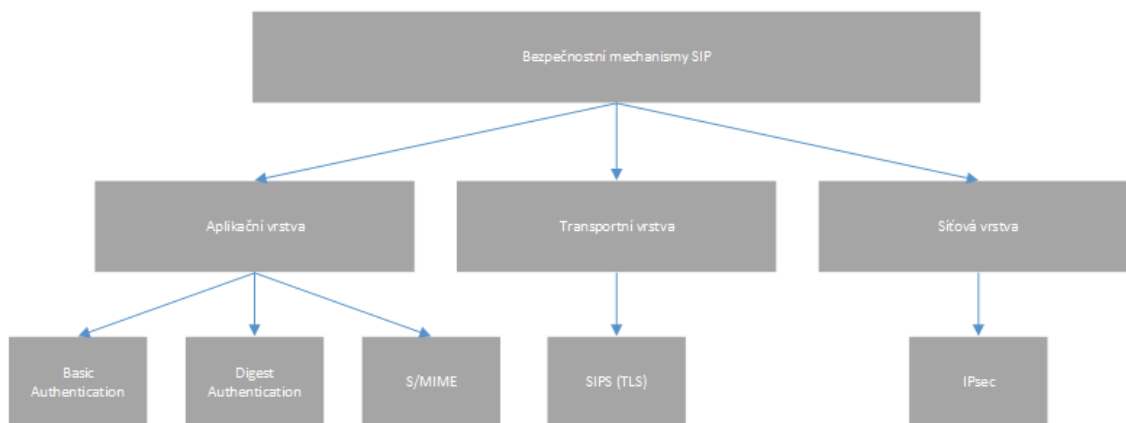 Bezpečnostní mechanismy SIP
Aplikační vrstva
Transportní vrstva
Síťová vrstva
Basic
Authentication
Digest
Authentication
S/MIME
SIPS (TLS)
IPsec